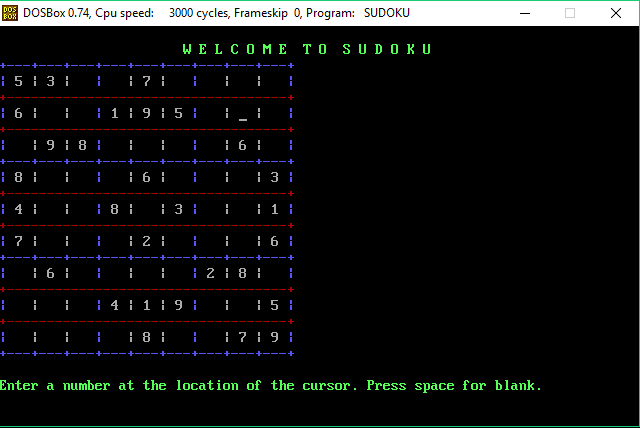 DOSBox 0.74, Cpu speed: 3000 cycles, Frameskip 0, Program: SUDOKU
W E L C O M E T O S U D O K U
5 3 7
6 1 9 5 _
9 8 6
8 6 3
4 8 3 1
7 2 6
6 2 8
4 1 9 5
8 7 9
Enter a number at the location of the cursor. Press space for blank.